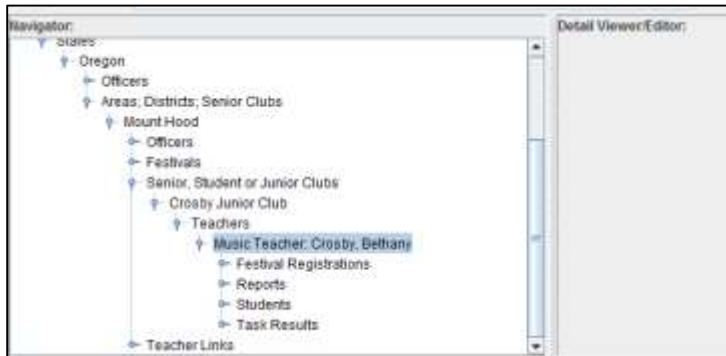 Navigator:
Detail Viewer/Editor:
States
Oregon
Officers
Areas, Districts, Senior Clubs
Mount Hood
Officers
Festivals
Senior, Student or Junior Clubs
Crosby Junior Club
Teachers
Music Teacher: Crosby, Bethany
Festival Registrations
Reports
Students
Task Results
Teacher Links